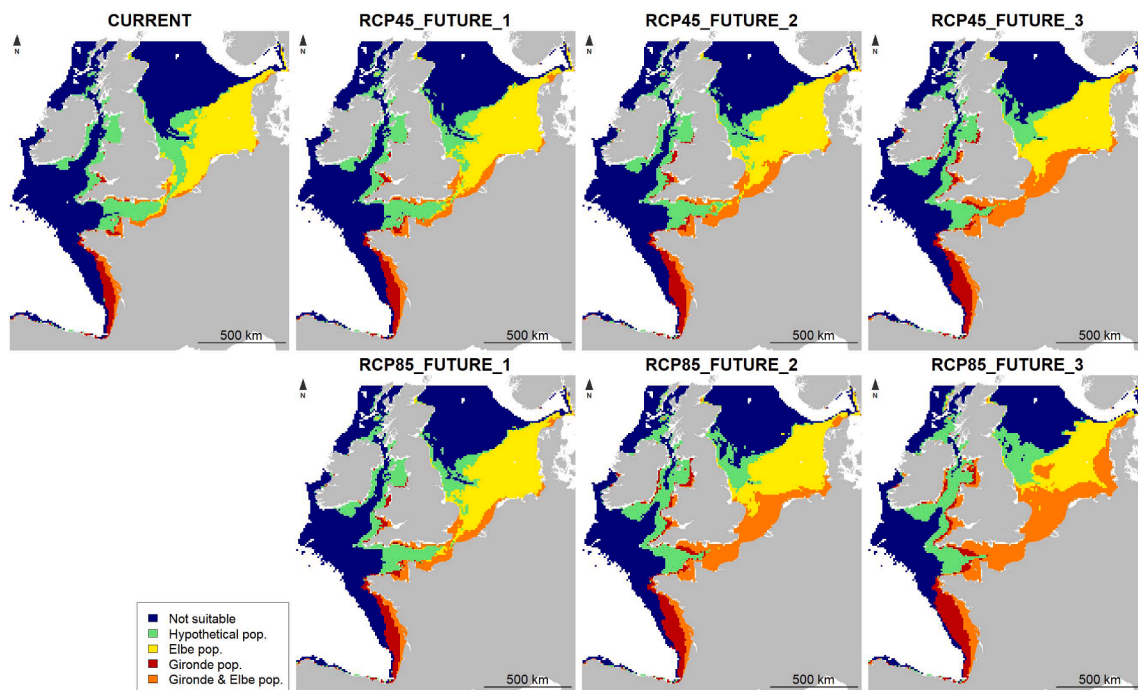 CURRENT
RCP45_FUTURE_1
RCP45_FUTURE_2
RCP45_FUTURE_3
N
N
N
N
500 km
500 km
500 km
500 km
RCP85_FUTURE_1
RCP85_FUTURE_2
RCP85_FUTURE_3
N
N
N
Not suitable
Hypothetical pop.
Elbe pop.
Gironde pop.
Gironde & Elbe pop.
500 km
500 km
500 km